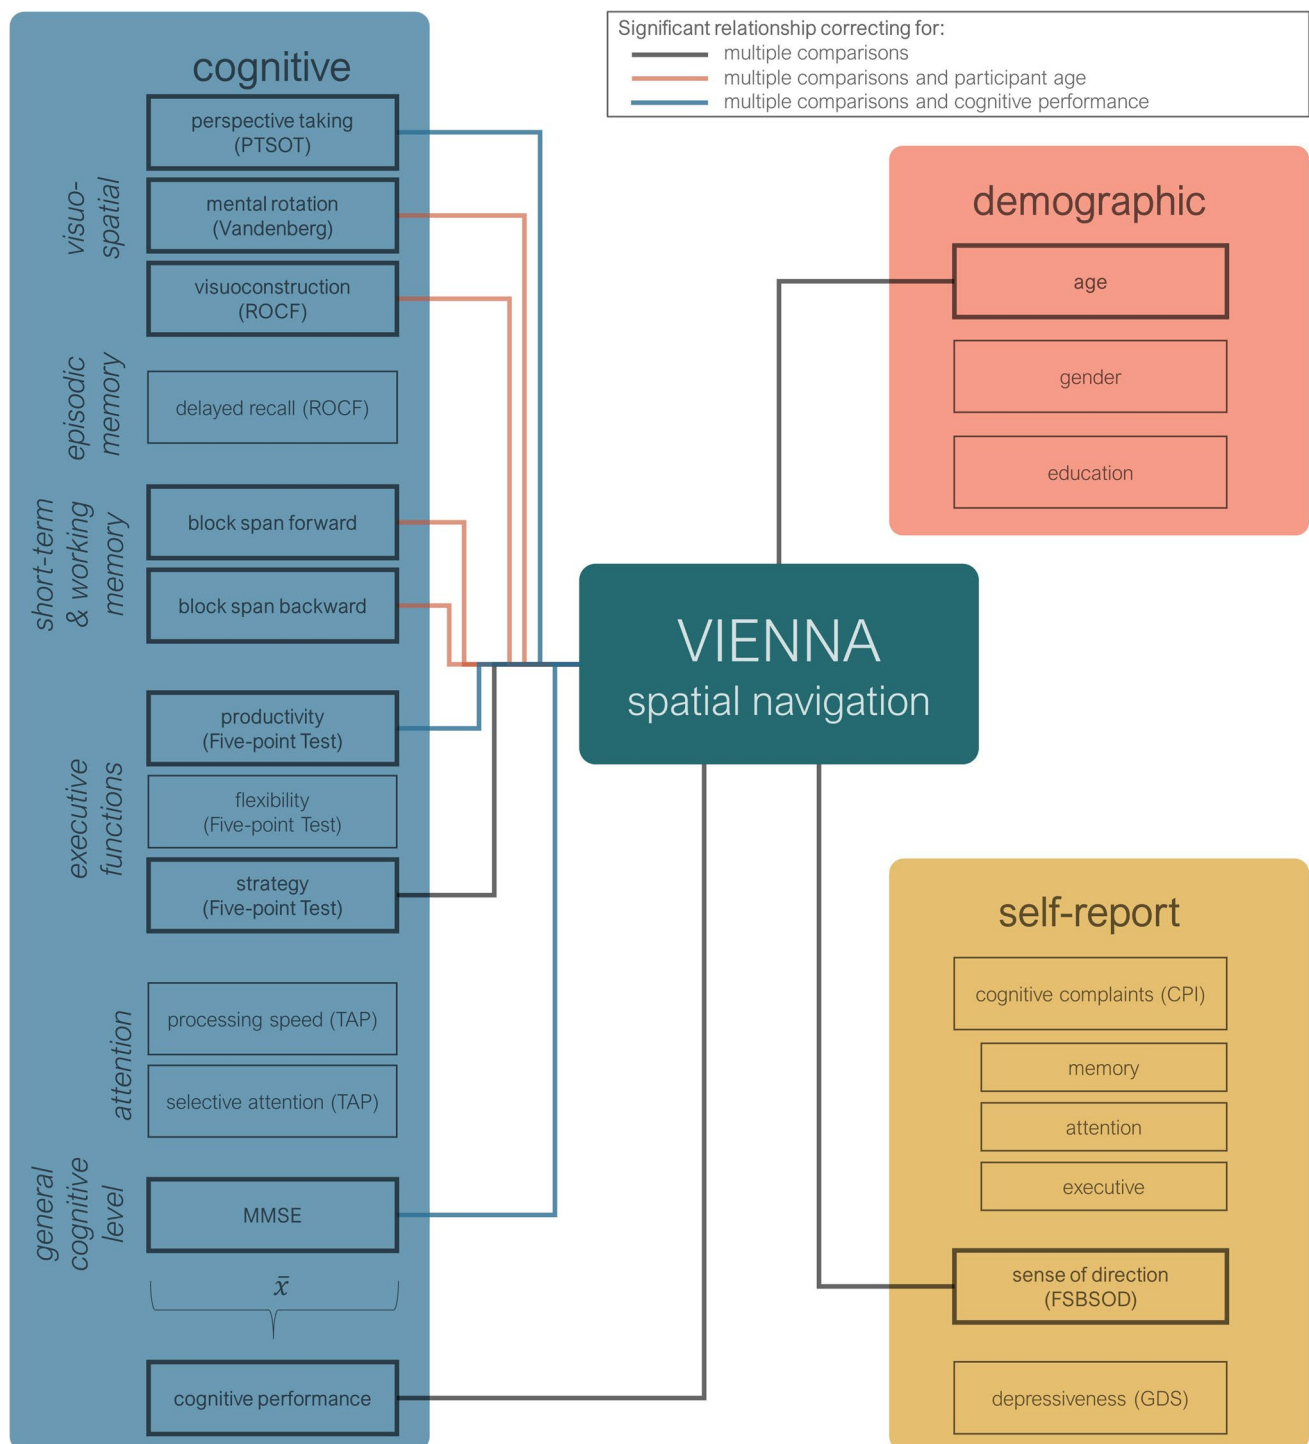 Significant relationship correcting for:
multiple comparisons
multiple comparisons and participant age
multiple comparisons and cognitive performance
cognitive
visuo-
spatial
perspective taking
(PTSOT)
mental rotation
(Vandenberg)
visuoconstruction
(ROCF)
episodic
memory
delayed recall (ROCF)
short-term
& working
memory
block span forward
block span backward
executive
functions
productivity
(Five-point Test)
flexibility
(Five-point Test)
strategy
(Five-point Test)
attention
processing speed (TAP)
selective attention (TAP)
general
cognitive
level
MMSE
x̄
cognitive performance
VIENNA
spatial navigation
demographic
age
gender
education
self-report
cognitive complaints (CPI)
memory
attention
executive
sense of direction
(FSBSOD)
depressiveness (GDS)